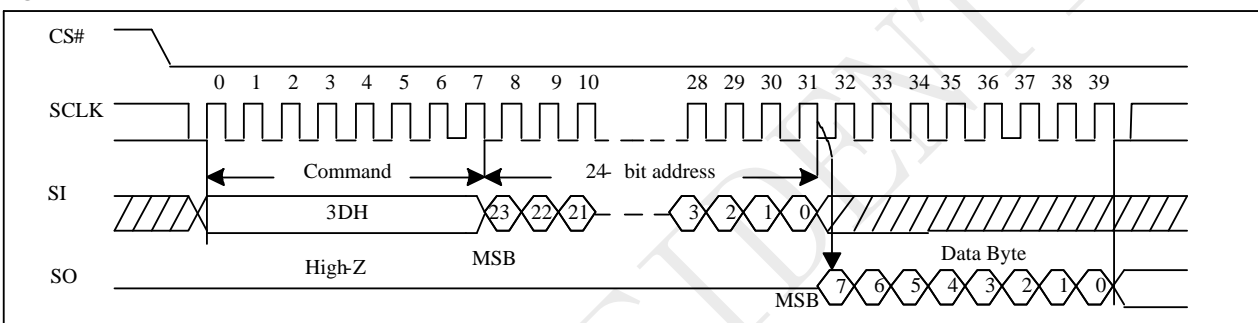 CS#
0 1 2 3 4 5 6 7 8 9 10 28 29 30 31 32 33 34 35 36 37 38 39
SCLK
Command 24- bit address
SI
3DH 23 22 21 3 2 1 0
High-Z MSB Data Byte
SO
MSB 7 6 5 4 3 2 1 0